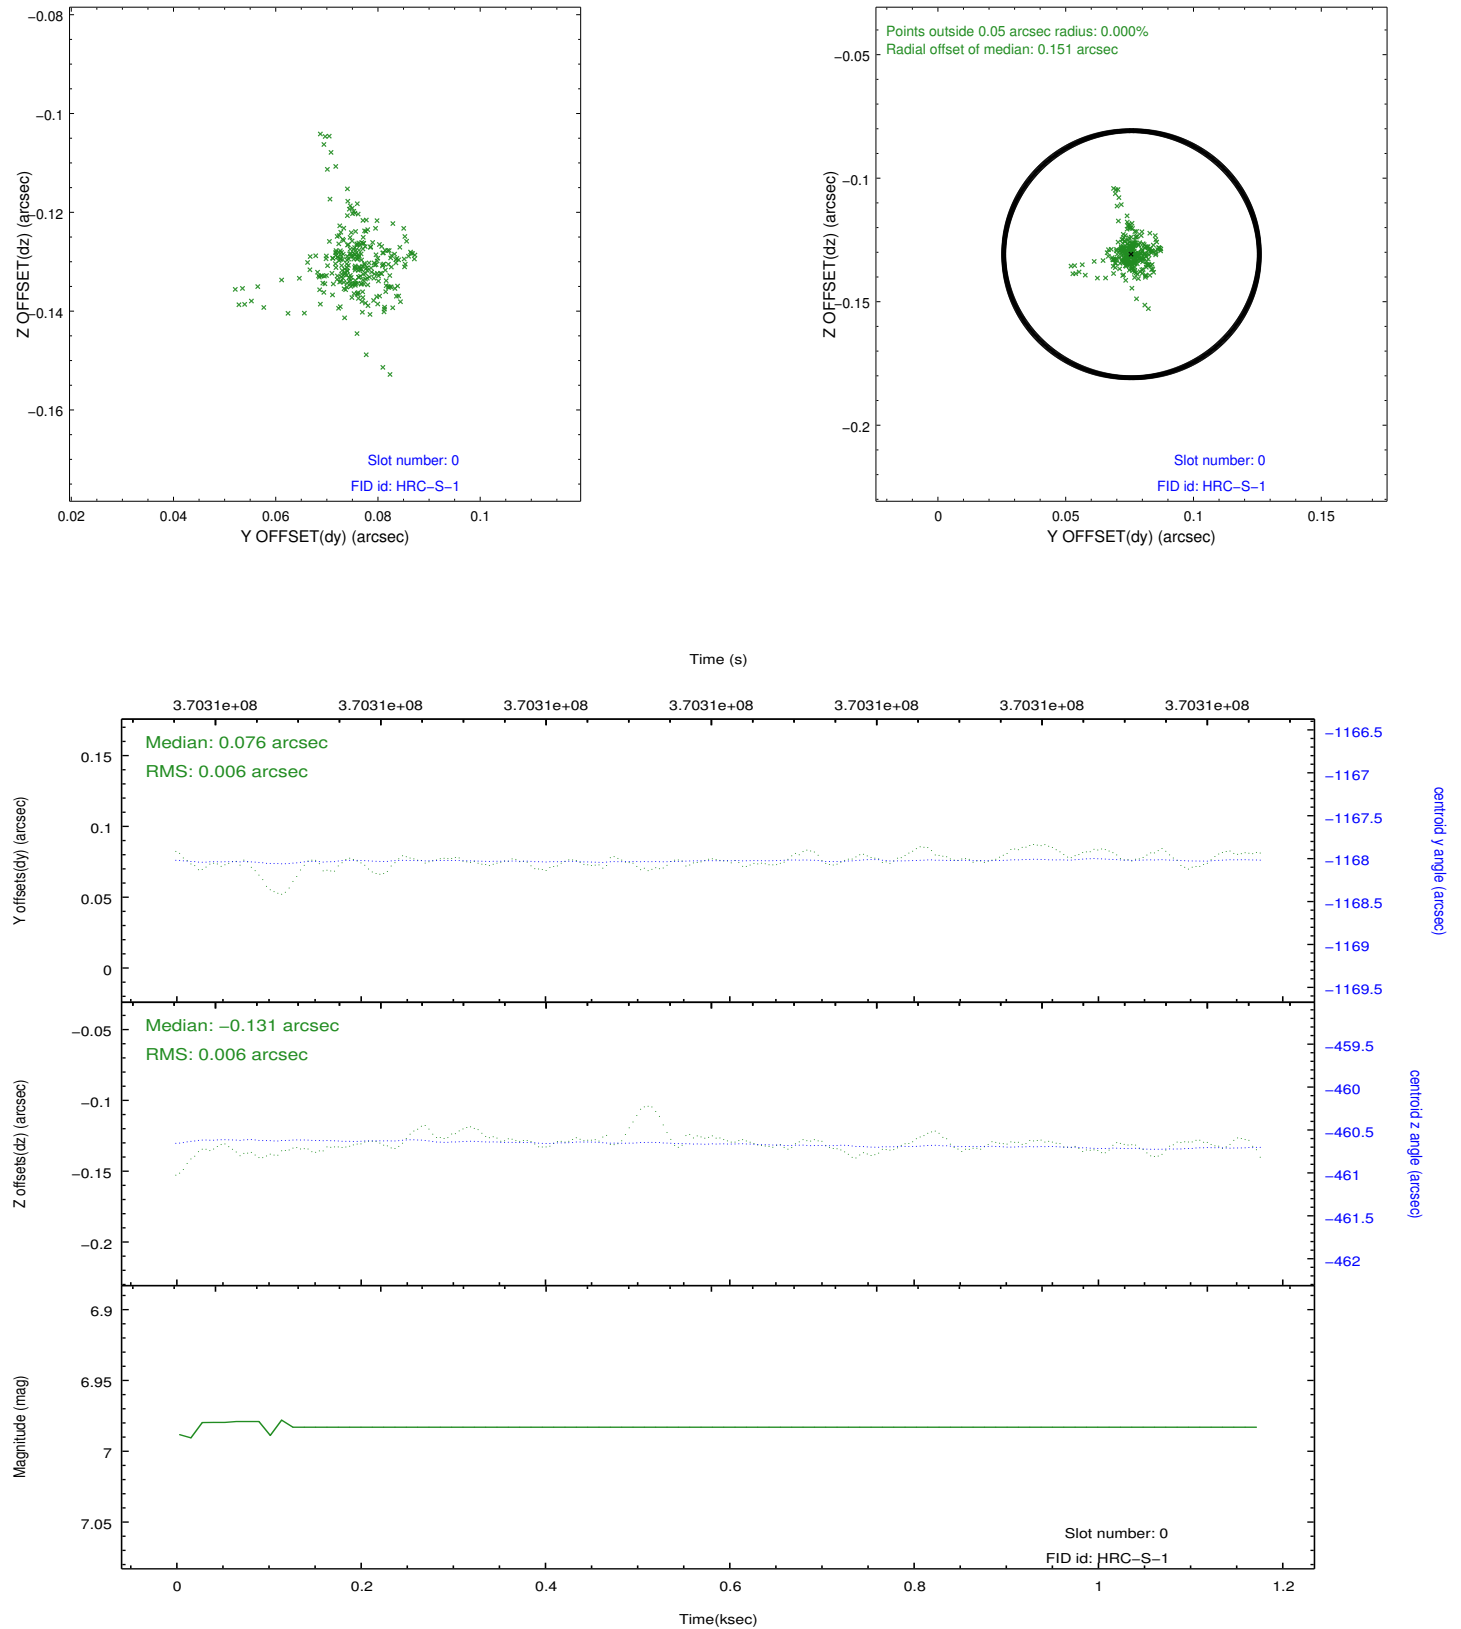 −0.08
−0.1
−0.12
−0.14
−0.16
Z OFFSET(dz) (arcsec)
Slot number: 0
FID id: HRC−S−1
0.02 0.04 0.06 0.08 0.1
Y OFFSET(dy) (arcsec)
Points outside 0.05 arcsec radius: 0.000%
Radial offset of median: 0.151 arcsec
−0.05
−0.1
−0.15
−0.2
Z OFFSET(dz) (arcsec)
Slot number: 0
FID id: HRC−S−1
0 0.05 0.1 0.15
Y OFFSET(dy) (arcsec)
Time (s)
3.7031e+08 3.7031e+08 3.7031e+08 3.7031e+08 3.7031e+08 3.7031e+08 3.7031e+08
Median: 0.076 arcsec
RMS: 0.006 arcsec
0.15
0.1
0.05
0
Y offsets(dy) (arcsec)
−1166.5
−1167
−1167.5
−1168
−1168.5
−1169
−1169.5
centroid y angle (arcsec)
Median: −0.131 arcsec
RMS: 0.006 arcsec
−0.05
−0.1
−0.15
−0.2
Z offsets(dz) (arcsec)
−459.5
−460
−460.5
−461
−461.5
−462
centroid z angle (arcsec)
6.9
6.95
7
7.05
Magnitude (mag)
Slot number: 0
FID id: HRC−S−1
0 0.2 0.4 0.6 0.8 1 1.2
Time(ksec)